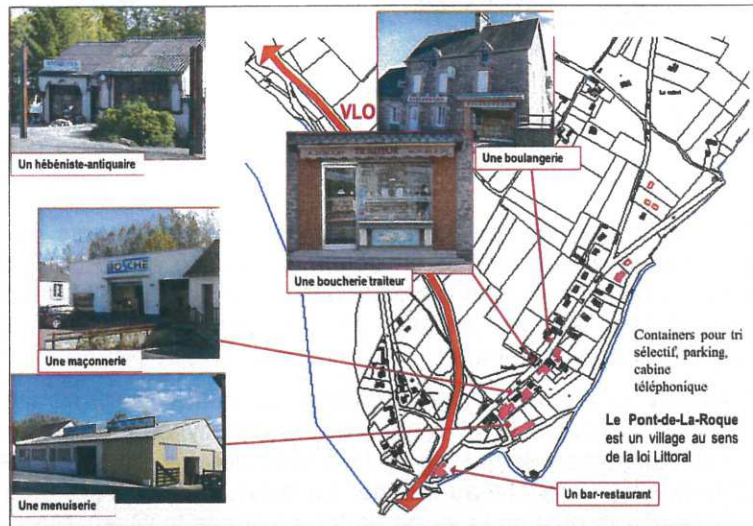 ANTIQUITES
Un hébéniste-antiquaire
VLO
Une boulangerie
BOSCHE
Une boucherie traiteur
Une maçonnerie
Containers pour tri
sélectif, parking,
cabine
téléphonique
Le Pont-de-La-Roque
est un village au sens
de la loi Littoral
Une menuiserie
Un bar-restaurant